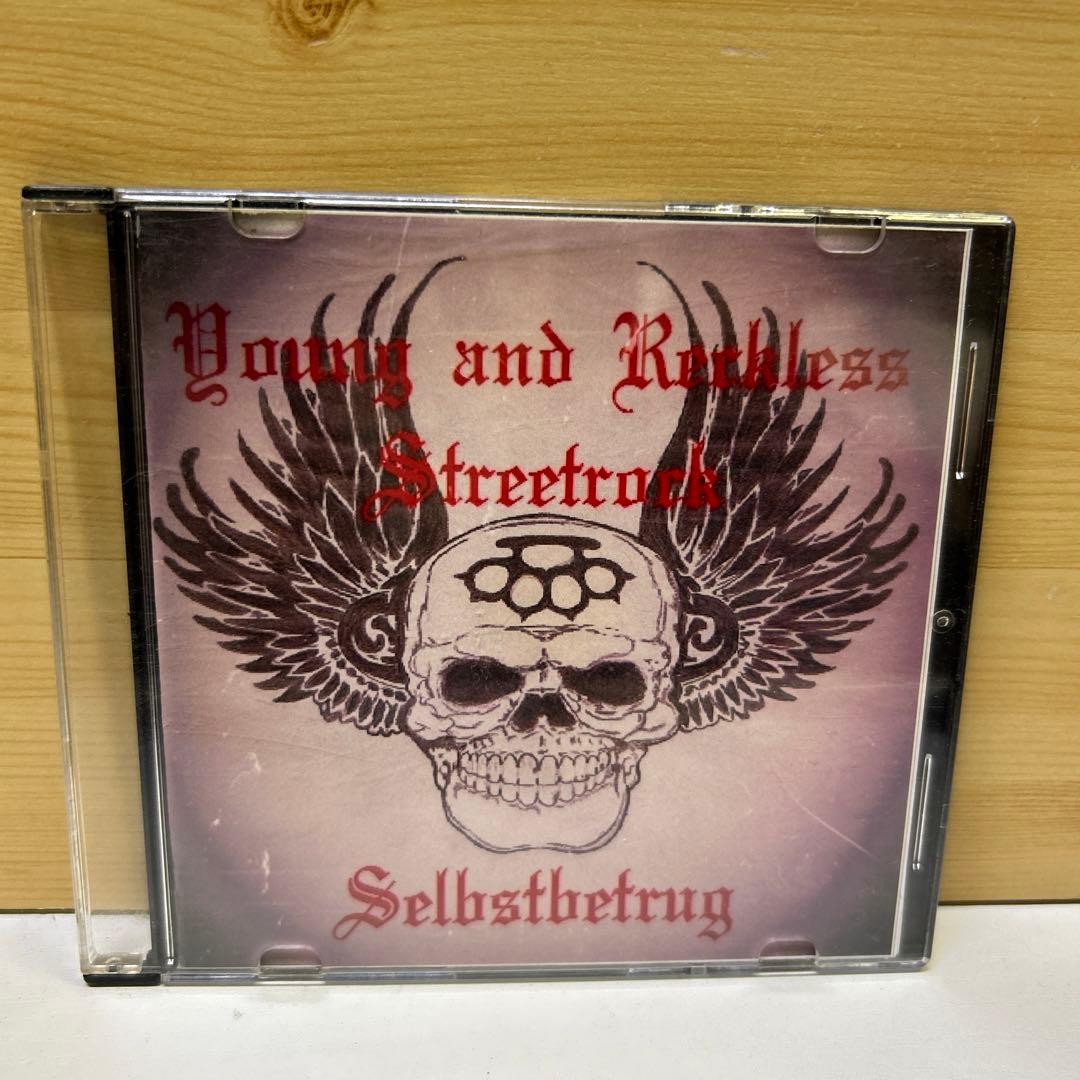 Young and Reckless
Streetrock
Selbstbetrug